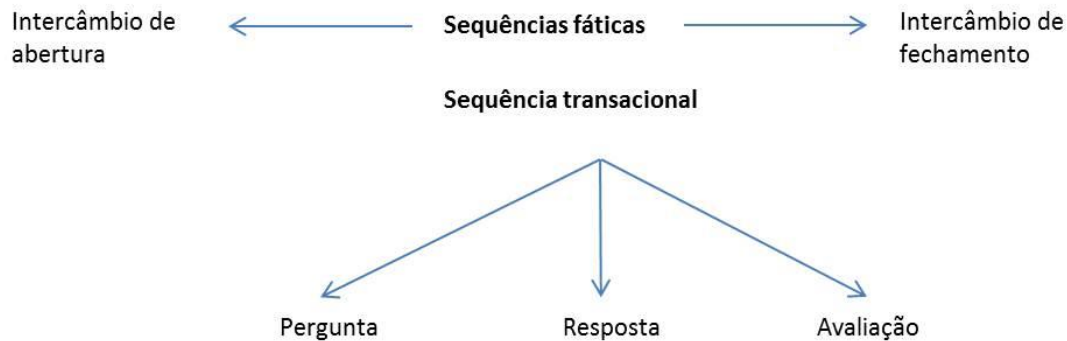 Intercâmbio de
abertura
Sequências fáticas
Intercâmbio de
fechamento
Sequência transacional
Pergunta
Resposta
Avaliação